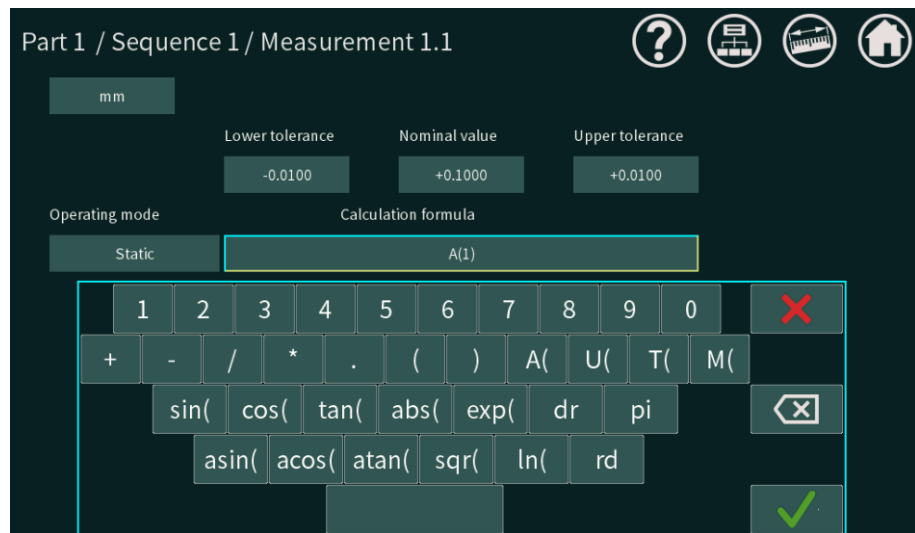 Part 1 / Sequence 1 / Measurement 1.1 ?
mm
Lower tolerance Nominal value Upper tolerance
-0.0100 +0.1000 +0.0100
Operating mode Calculation formula
Static A(1)
1 2 3 4 5 6 7 8 9 0
+ - / * . ( ) A( U( T( M(
sin( cos( tan( abs( exp( dr pi
asin( acos( atan( sqr( ln( rd